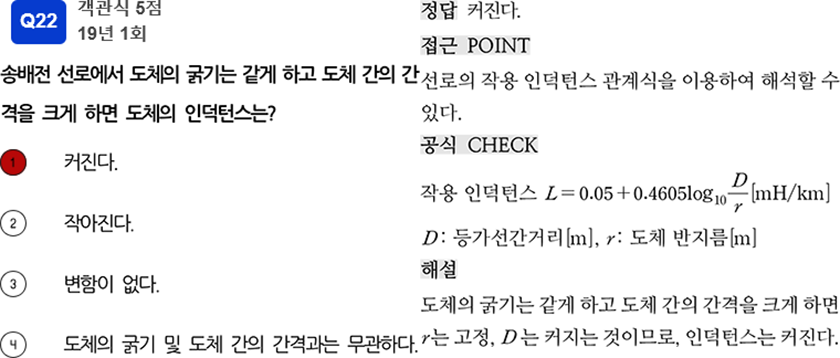 Q22 객관식 5점
19년 1회
송배전 선로에서 도체의 굵기는 같게 하고 도체 간의 간
격을 크게 하면 도체의 인덕턴스는?
1 커진다.
2 작아진다.
3 변함이 없다.
4 도체의 굵기 및 도체 간의 간격과는 무관하다.
정답 커진다.
접근 POINT
선로의 작용 인덕턴스 관계식을 이용하여 해석할 수
있다.
공식 CHECK
작용 인덕턴스 L=0.05+0.4605log₁₀ D/r [mH/km]
D: 등가선간거리[m], r: 도체 반지름[m]
해설
도체의 굵기는 같게 하고 도체 간의 간격을 크게 하면
r는 고정, D는 커지는 것이므로, 인덕턴스는 커진다.